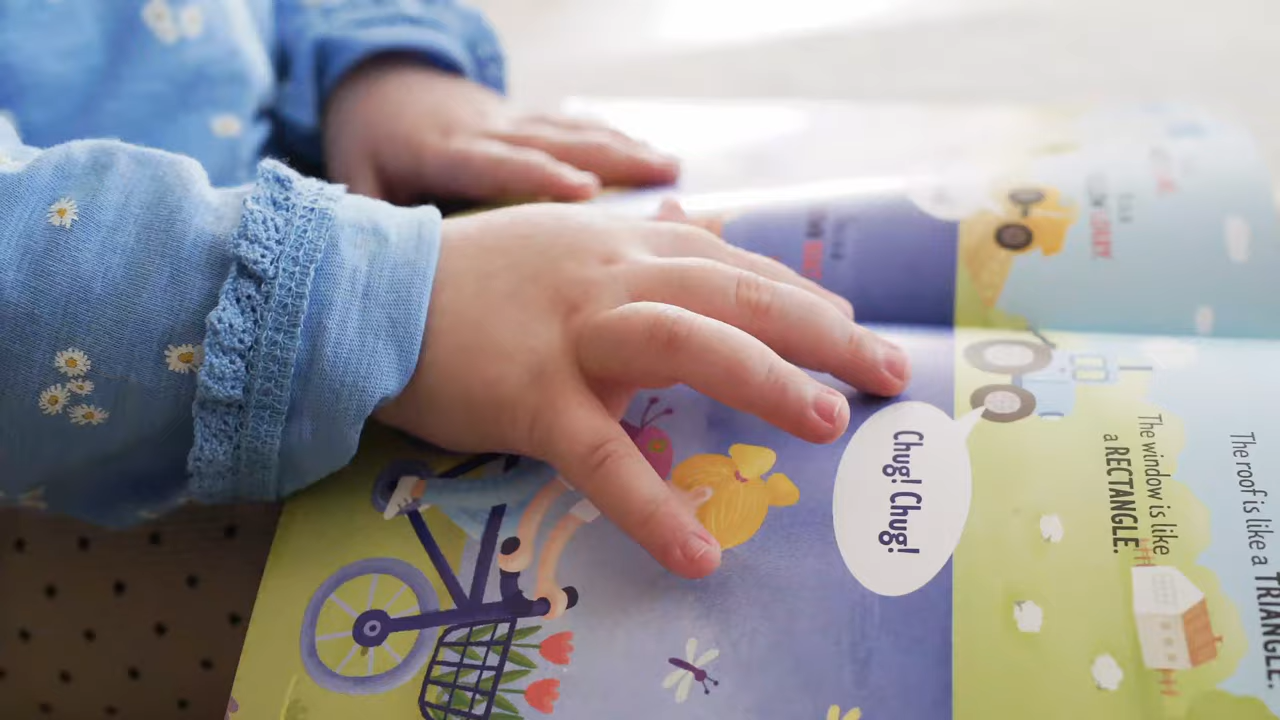 Chug! Chug!
The window is like
a RECTANGLE.
The roof is like a TRIANGLE.